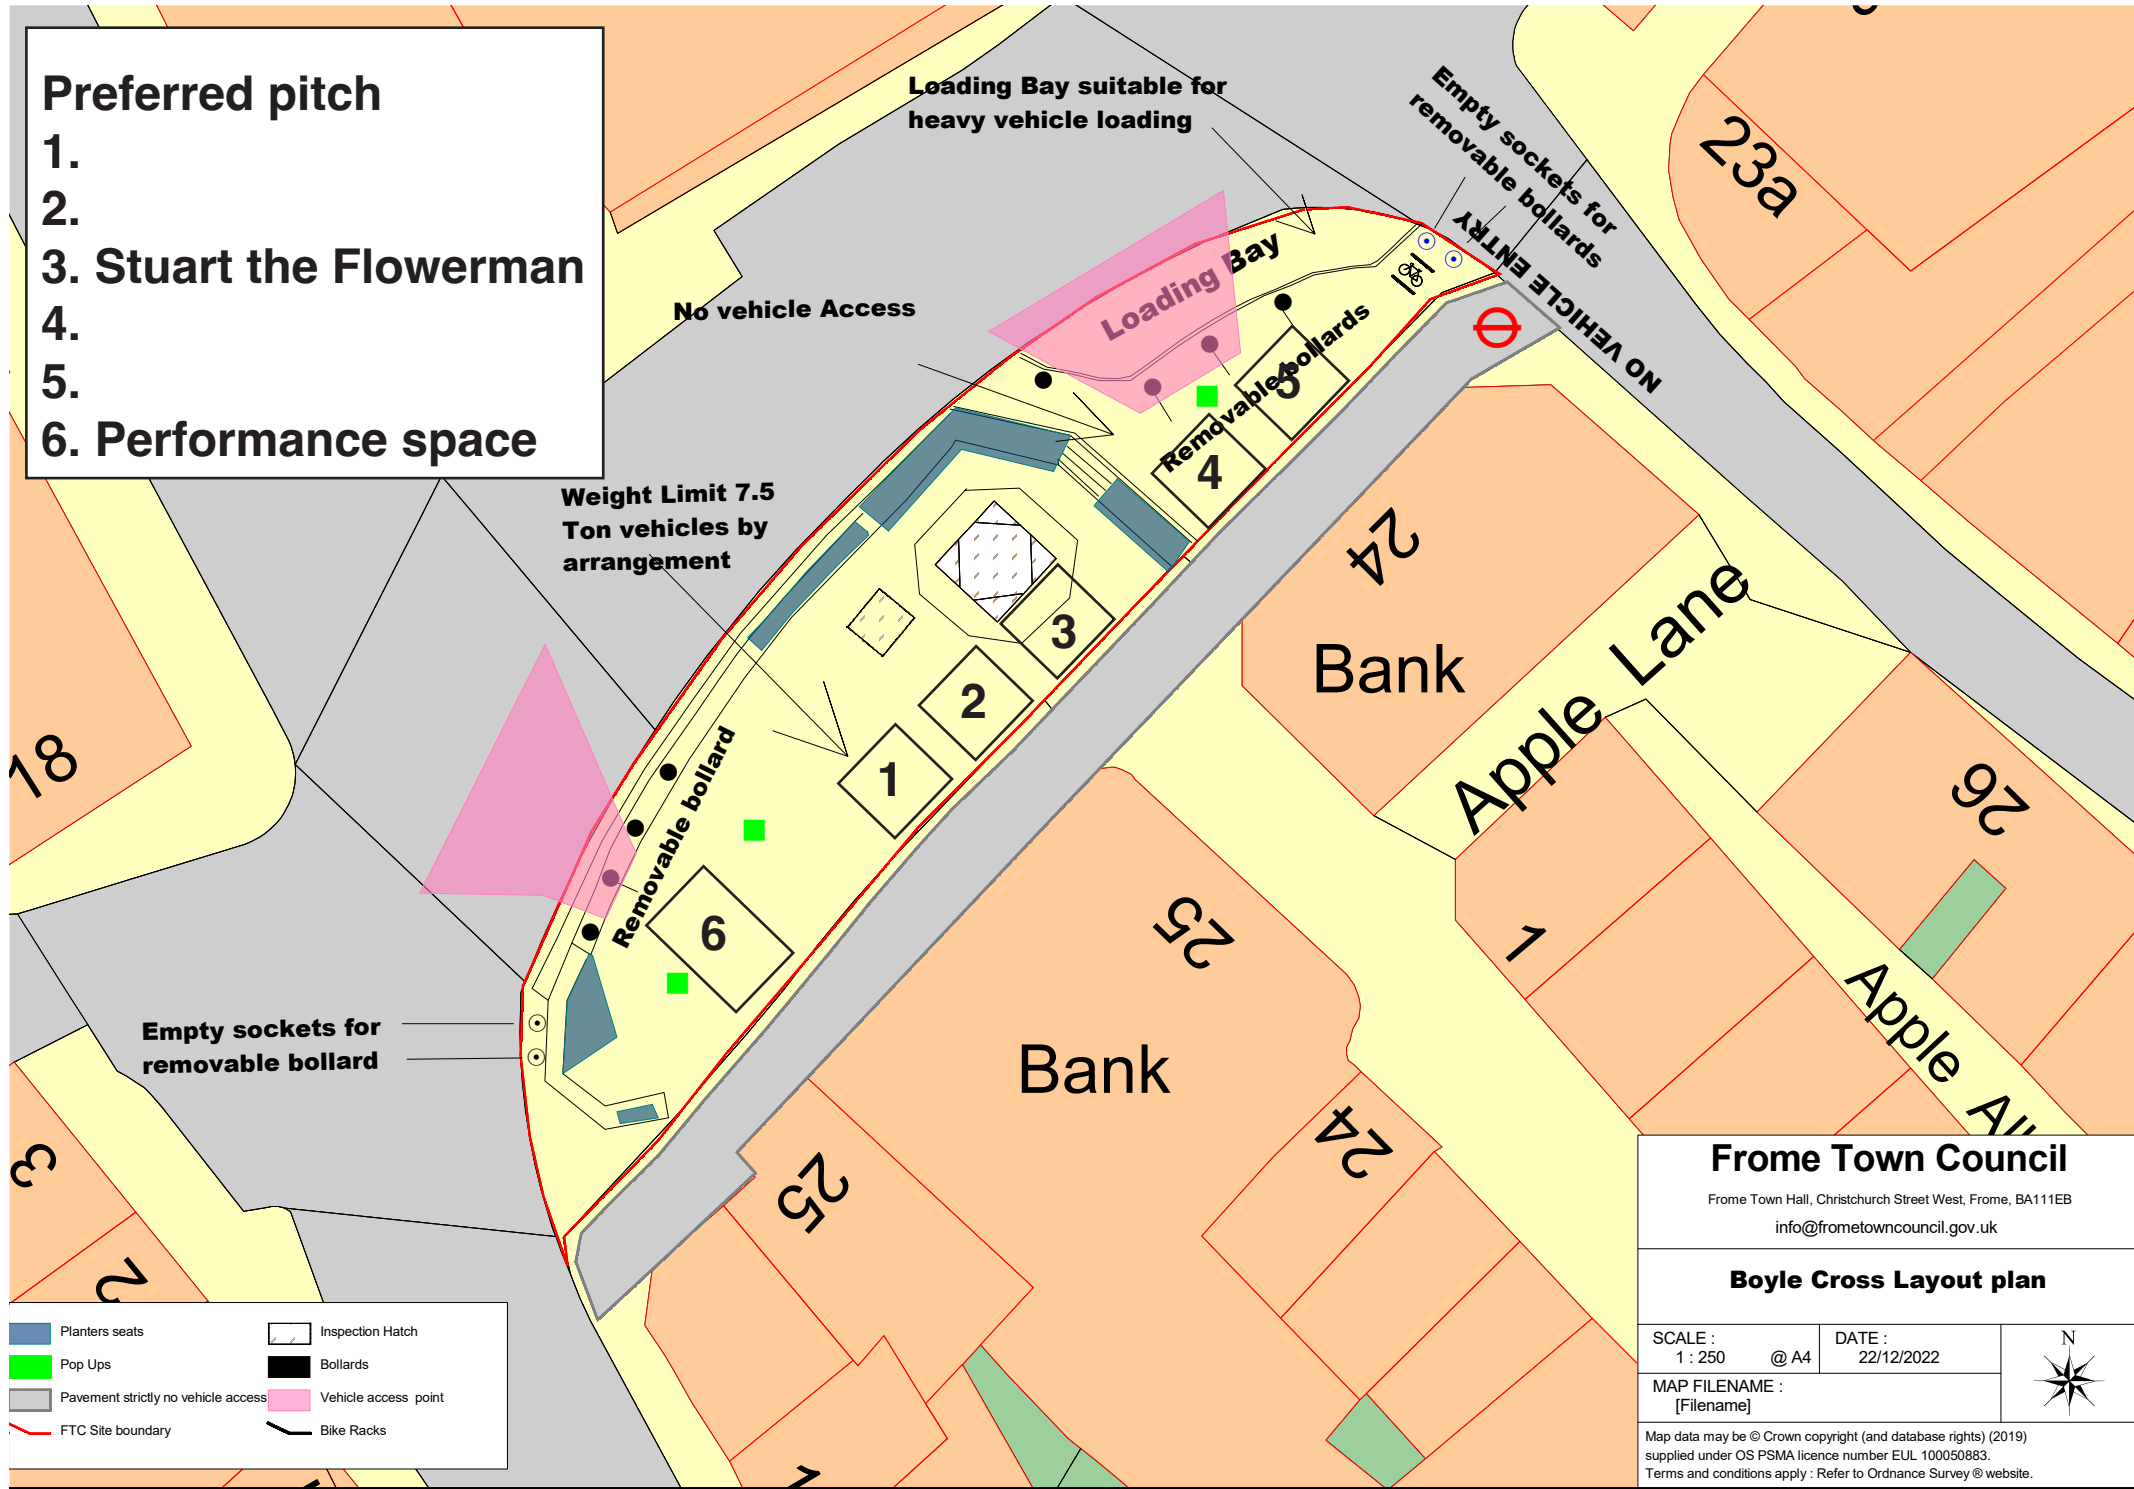 Preferred pitch
1.
2.
3. Stuart the Flowerman
4.
5.
6. Performance space
Loading Bay suitable for
heavy vehicle loading
Empty sockets for
removable bollards
NO VEHICLE ENTRY
23a
No vehicle Access
Loading Bay
Removable bollards
5
4
Weight Limit 7.5
Ton vehicles by
arrangement
3
2
1
Removable bollard
6
24
Bank
Apple Lane
26
18
25
1
Apple All
Bank
Empty sockets for
removable bollard
24
25
3
2
1
Planters seats
Pop Ups
Pavement strictly no vehicle access
FTC Site boundary
Inspection Hatch
Bollards
Vehicle access point
Bike Racks
Frome Town Council
Frome Town Hall, Christchurch Street West, Frome, BA111EB
info@frometowncouncil.gov.uk
Boyle Cross Layout plan
SCALE :
1 : 250 @ A4
DATE :
22/12/2022
N
MAP FILENAME :
[Filename]
Map data may be © Crown copyright (and database rights) (2019)
supplied under OS PSMA licence number EUL 100050883.
Terms and conditions apply : Refer to Ordnance Survey ® website.